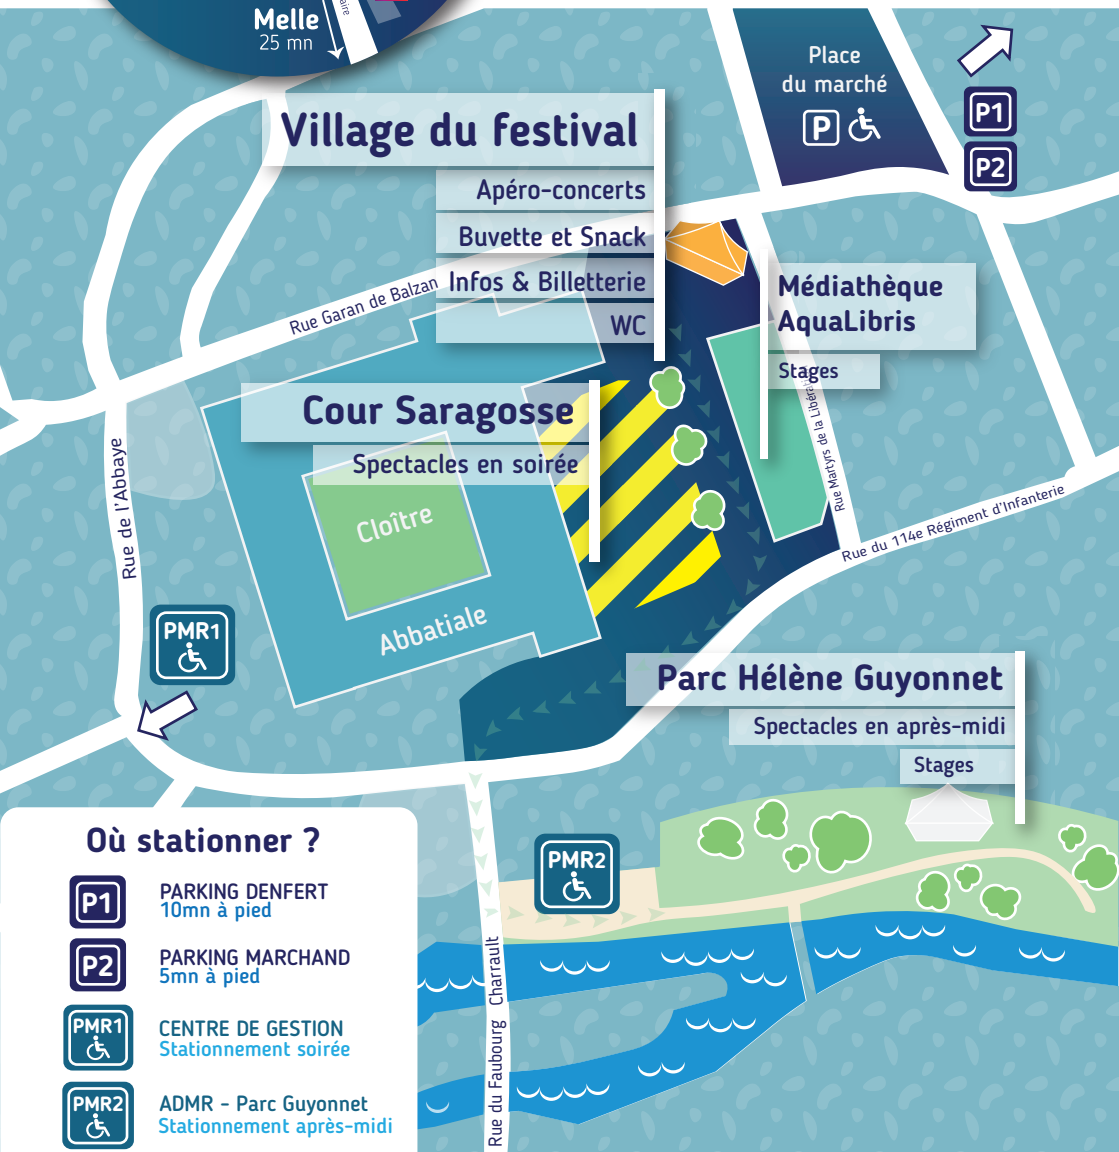 Melle
25 mn
Place
du marché
P
P1
P2
Village du festival
Apéro-concerts
Buvette et Snack
Infos & Billetterie
WC
Rue Garan de Balzan
Médiathèque
AquaLibris
Stages
Cour Saragosse
Spectacles en soirée
Cloître
Abbatiale
Rue de l'Abbaye
Rue Martyrs de la
Rue du 114e Régiment d'Infanterie
PMR1
Parc Hélène Guyonnet
Spectacles en après-midi
Stages
PMR2
Rue du Faubourg Charrault
Où stationner ?
P1
PARKING DENFERT
10mn à pied
P2
PARKING MARCHAND
5mn à pied
PMR1
CENTRE DE GESTION
Stationnement soirée
PMR2
ADMR - Parc Guyonnet
Stationnement après-midi